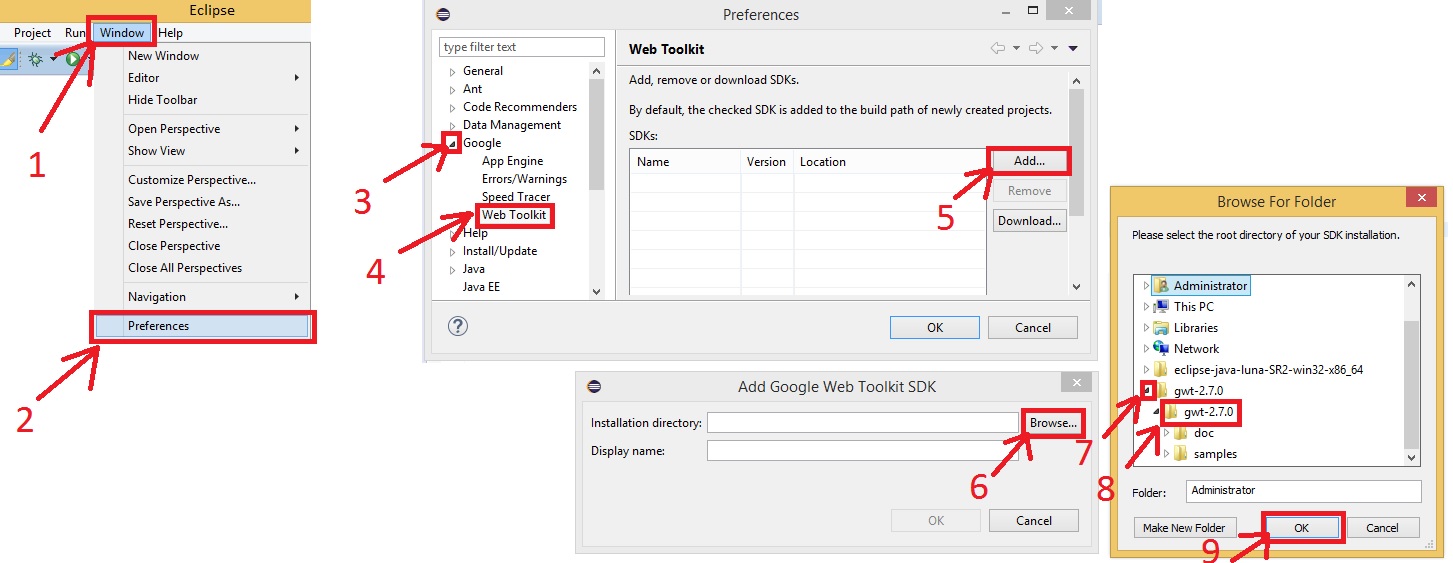 Eclipse
Project Run Window Help
New Window
Editor
Hide Toolbar
Open Perspective
Show View
Customize Perspective...
Save Perspective As...
Reset Perspective...
Close Perspective
Close All Perspectives
Navigation
Preferences
1
2
Preferences
type filter text
General
Ant
Code Recommenders
Data Management
Google
App Engine
Errors/Warnings
Speed Tracer
Web Toolkit
Help
Install/Update
Java
Java EE
3
4
Web Toolkit
Add, remove or download SDKs.
By default, the checked SDK is added to the build path of newly created projects.
SDKs:
Name Version Location
Add...
Remove
Download...
5
?
OK Cancel
Add Google Web Toolkit SDK
Installation directory: Browse...
Display name:
6
OK Cancel
Browse For Folder
Please select the root directory of your SDK installation.
Administrator
This PC
Libraries
Network
eclipse-java-luna-SR2-win32-x86_64
gwt-2.7.0
gwt-2.7.0
doc
samples
7
8
Folder: Administrator
Make New Folder OK Cancel
9